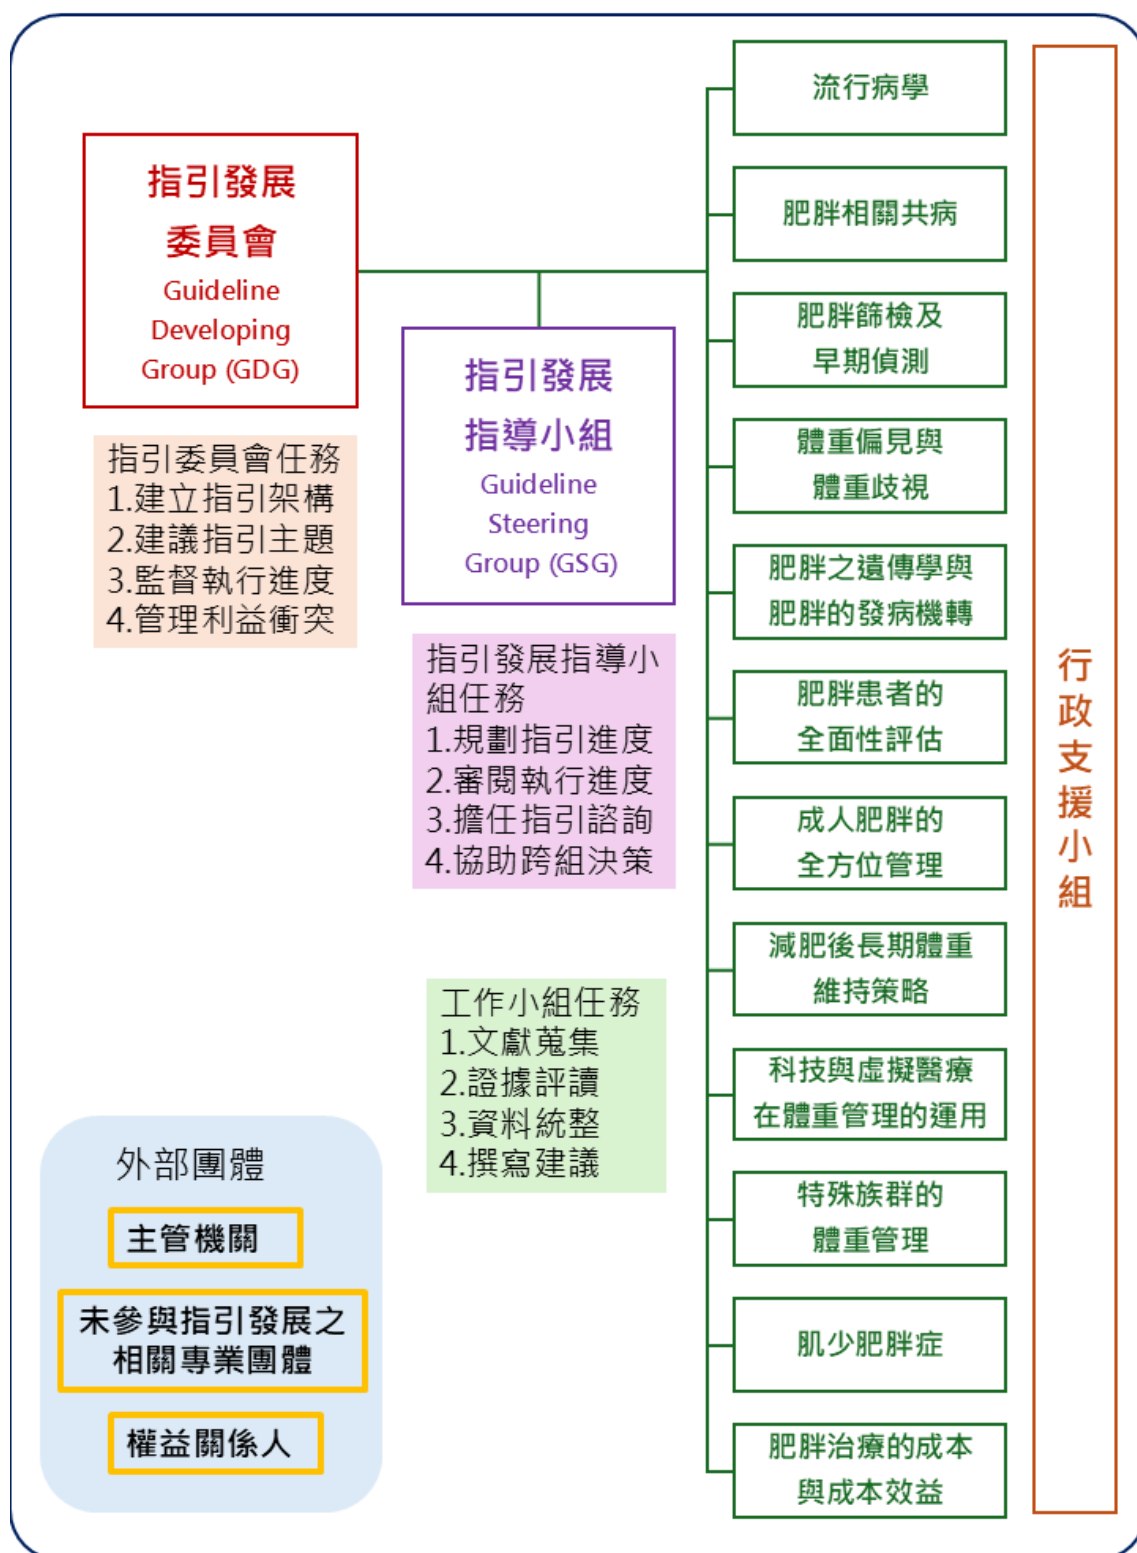 指引發展
委員會
Guideline
Developing
Group (GDG)
指引委員會任務
1.建立指引架構
2.建議指引主題
3.監督執行進度
4.管理利益衝突
指引發展
指導小組
Guideline
Steering
Group (GSG)
指引發展指導小
組任務
1.規劃指引進度
2.審閱執行進度
3.擔任指引諮詢
4.協助跨組決策
工作小組任務
1.文獻蒐集
2.證據評讀
3.資料統整
4.撰寫建議
外部團體
主管機關
未參與指引發展之
相關專業團體
權益關係人
流行病學
肥胖相關共病
肥胖篩檢及
早期偵測
體重偏見與
體重歧視
肥胖之遺傳學與
肥胖的發病機轉
肥胖患者的
全面性評估
成人肥胖的
全方位管理
減肥後長期體重
維持策略
科技與虛擬醫療
在體重管理的運用
特殊族群的
體重管理
肌少肥胖症
肥胖治療的成本
與成本效益
行政支援小組